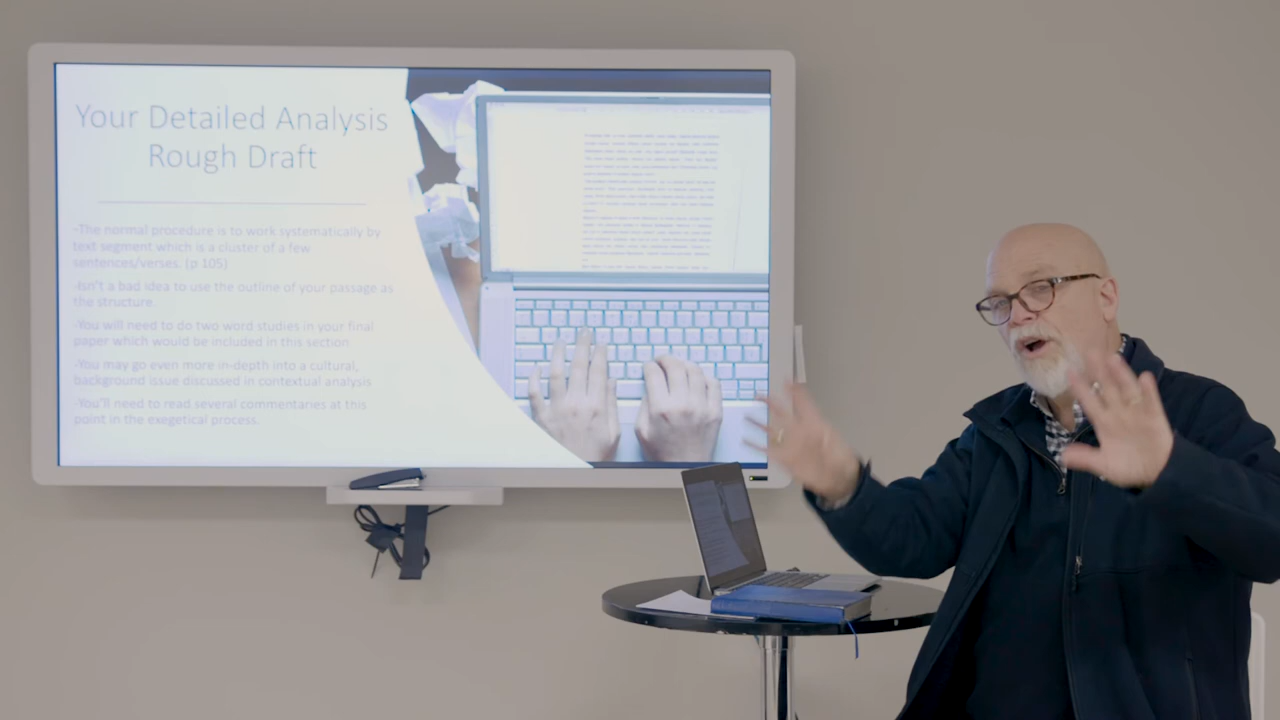 Your Detailed Analysis
Rough Draft
-The normal procedure is to work systematically by
text segment which is a cluster of a few
sentences/verses. (p 105)
-Isn't a bad idea to use the outline of your passage as
the structure.
-You will need to do two word studies in your final
paper which would be included in this section
-You may go even more in-depth into a cultural,
background issue discussed in contextual analysis
-You'll need to read several commentaries at this
point in the exegetical process.